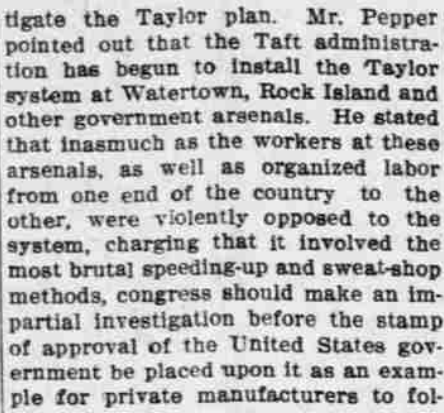 tigate the Taylor plan. Mr. Pepper
pointed out that the Taft administra-
tion has begun to install the Taylor
system at Watertown, Rock Island and
other government arsenals. He stated
that inasmuch as the workers at these
arsenals, as well as organized labor
from one end of the country to the
other, were violently opposed to the
system, charging that it involved the
most brutal speeding-up and sweat-shop
methods, congress should make an im-
partial investigation before the stamp
of approval of the United States gov-
ernment be placed upon it as an exam-
ple for private manufacturers to fol-